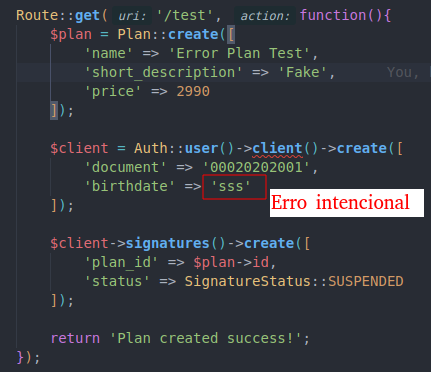 Route::get( uri: '/test', action: function(){
    $plan = Plan::create([
        'name' => 'Error Plan Test',
        'short_description' => 'Fake', You,
        'price' => 2990
    ]);
    $client = Auth::user()->client()->create([
        'document' => '00020202001',
        'birthdate' => 'sss'
Erro intencional
    ]);
    $client->signatures()->create([
        'plan_id' => $plan->id,
        'status' => SignatureStatus::SUSPENDED
    ]);
    return 'Plan created success!';
});